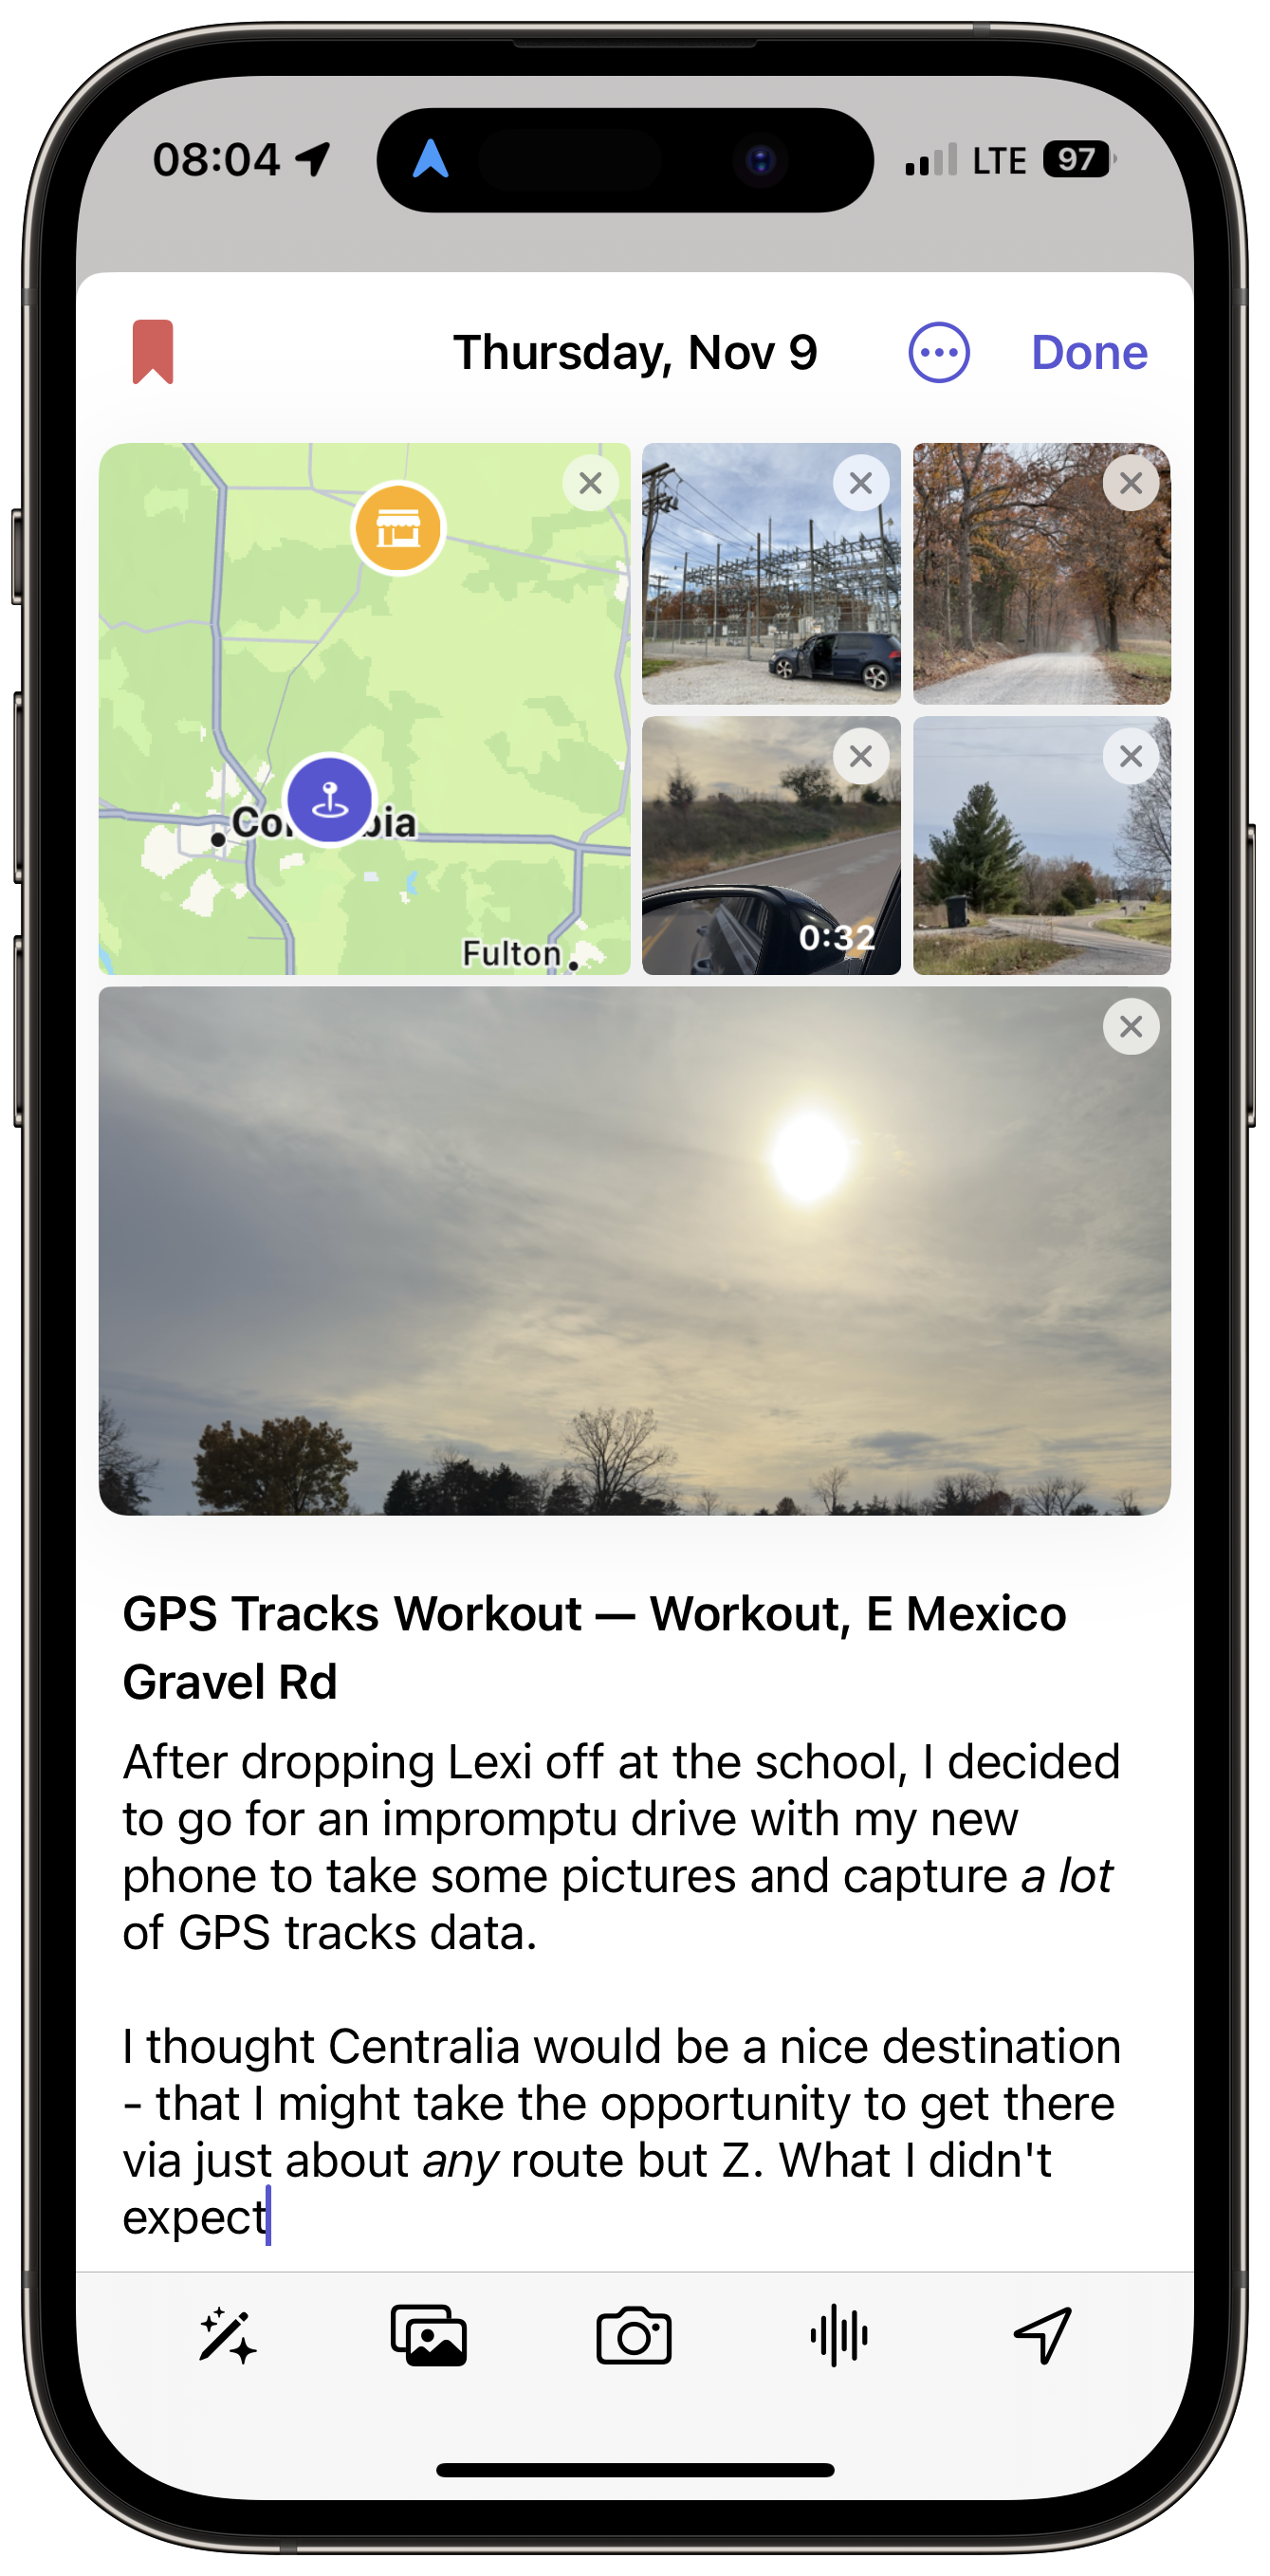 08:04 LTE 97
Thursday, Nov 9 Done
Fulton
0:32
GPS Tracks Workout — Workout, E Mexico
Gravel Rd
After dropping Lexi off at the school, I decided
to go for an impromptu drive with my new
phone to take some pictures and capture a lot
of GPS tracks data.
I thought Centralia would be a nice destination
- that I might take the opportunity to get there
via just about any route but Z. What I didn't
expect